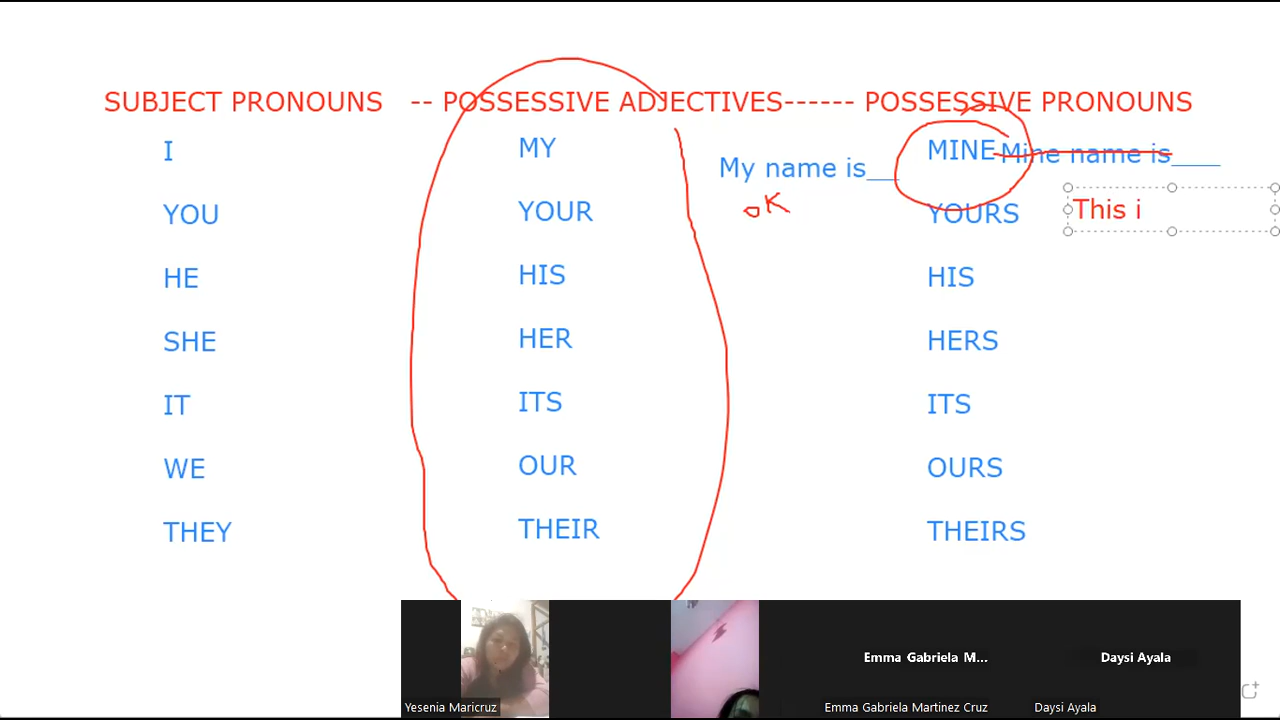 SUBJECT PRONOUNS -- POSSESSIVE ADJECTIVES------ POSSESSIVE PRONOUNS
I MY MINE Mine name is____
My name is__
oK
YOU YOUR YOURS This i
HE HIS HIS
SHE HER HERS
IT ITS ITS
WE OUR OURS
THEY THEIR THEIRS
Emma Gabriela M... Daysi Ayala
Yesenia Maricruz Emma Gabriela Martinez Cruz Daysi Ayala